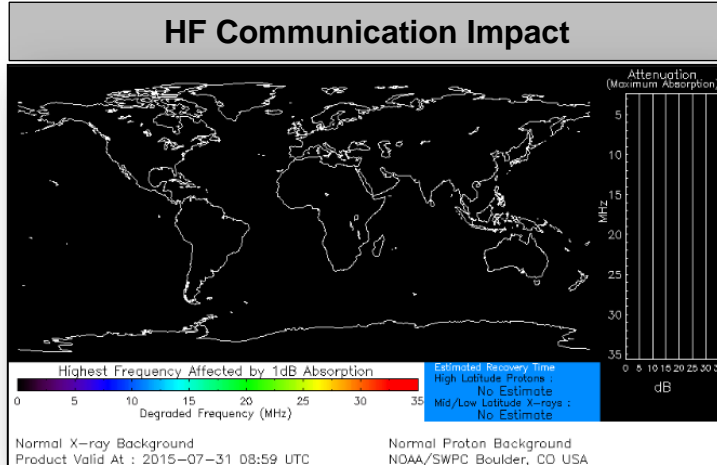 HF Communication Impact
Attenuation
(Maximum Absorption)
5
10
15
20
25
30
35
MHz
0 5 10 15 20 25 30 3
dB
Highest Frequency Affected by 1dB Absorption
0 5 10 15 20 25 30 35
Degraded Frequency (MHz)
Estimated Recovery Time
High Latitude Protons :
No Estimate
Mid/Low Latitude X-rays :
No Estimate
Normal X-ray Background
Normal Proton Background
Product Valid At : 2015-07-31 08:59 UTC
NOAA/SWPC Boulder, CO USA